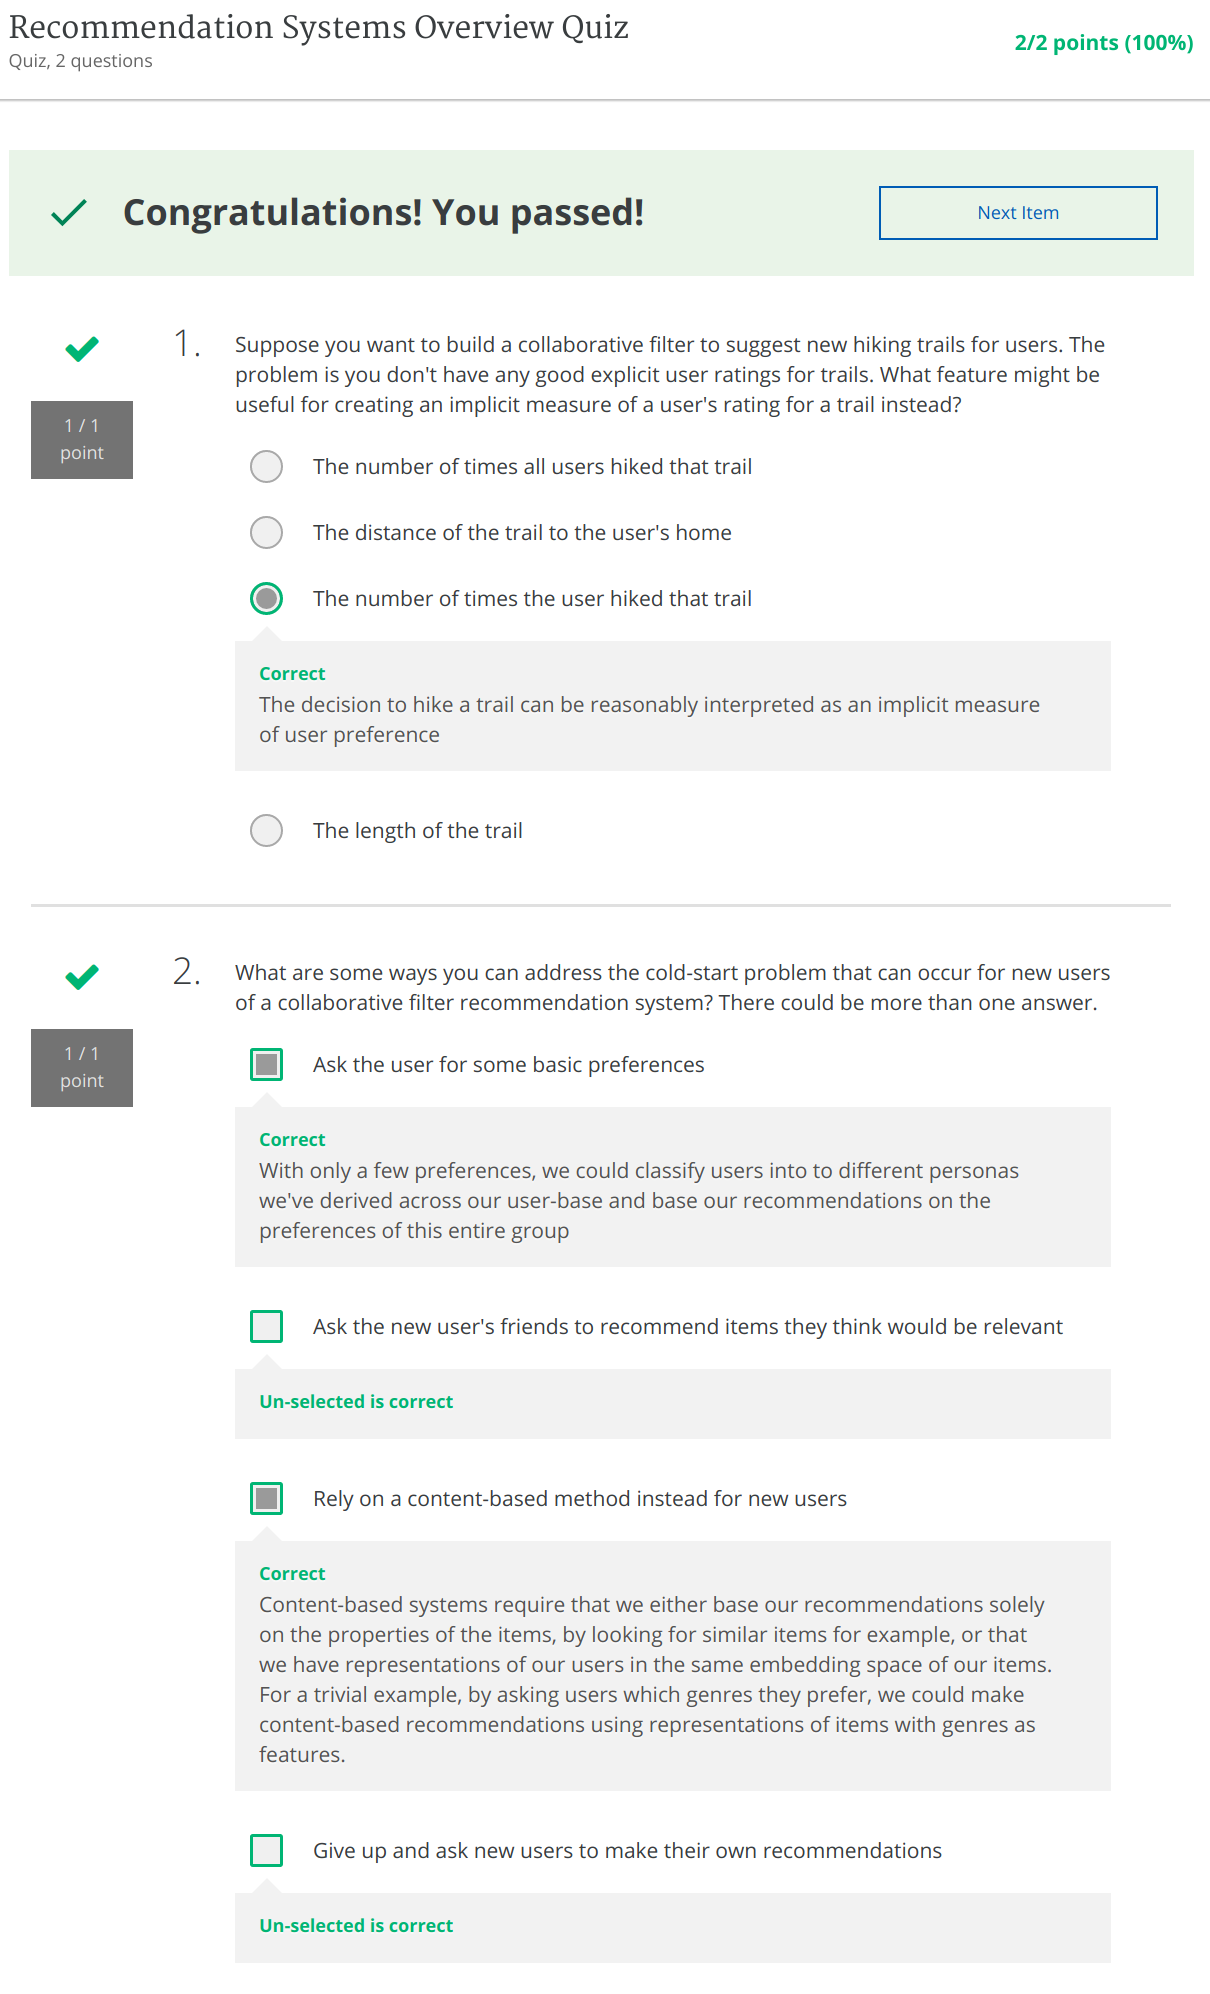 Recommendation Systems Overview Quiz
Quiz, 2 questions
2/2 points (100%)
Congratulations! You passed!
Next Item
1.
Suppose you want to build a collaborative filter to suggest new hiking trails for users. The
problem is you don't have any good explicit user ratings for trails. What feature might be
useful for creating an implicit measure of a user's rating for a trail instead?
1 / 1
point
The number of times all users hiked that trail
The distance of the trail to the user's home
The number of times the user hiked that trail
Correct
The decision to hike a trail can be reasonably interpreted as an implicit measure
of user preference
The length of the trail
2.
What are some ways you can address the cold-start problem that can occur for new users
of a collaborative filter recommendation system? There could be more than one answer.
1 / 1
point
Ask the user for some basic preferences
Correct
With only a few preferences, we could classify users into to different personas
we've derived across our user-base and base our recommendations on the
preferences of this entire group
Ask the new user's friends to recommend items they think would be relevant
Un-selected is correct
Rely on a content-based method instead for new users
Correct
Content-based systems require that we either base our recommendations solely
on the properties of the items, by looking for similar items for example, or that
we have representations of our users in the same embedding space of our items.
For a trivial example, by asking users which genres they prefer, we could make
content-based recommendations using representations of items with genres as
features.
Give up and ask new users to make their own recommendations
Un-selected is correct